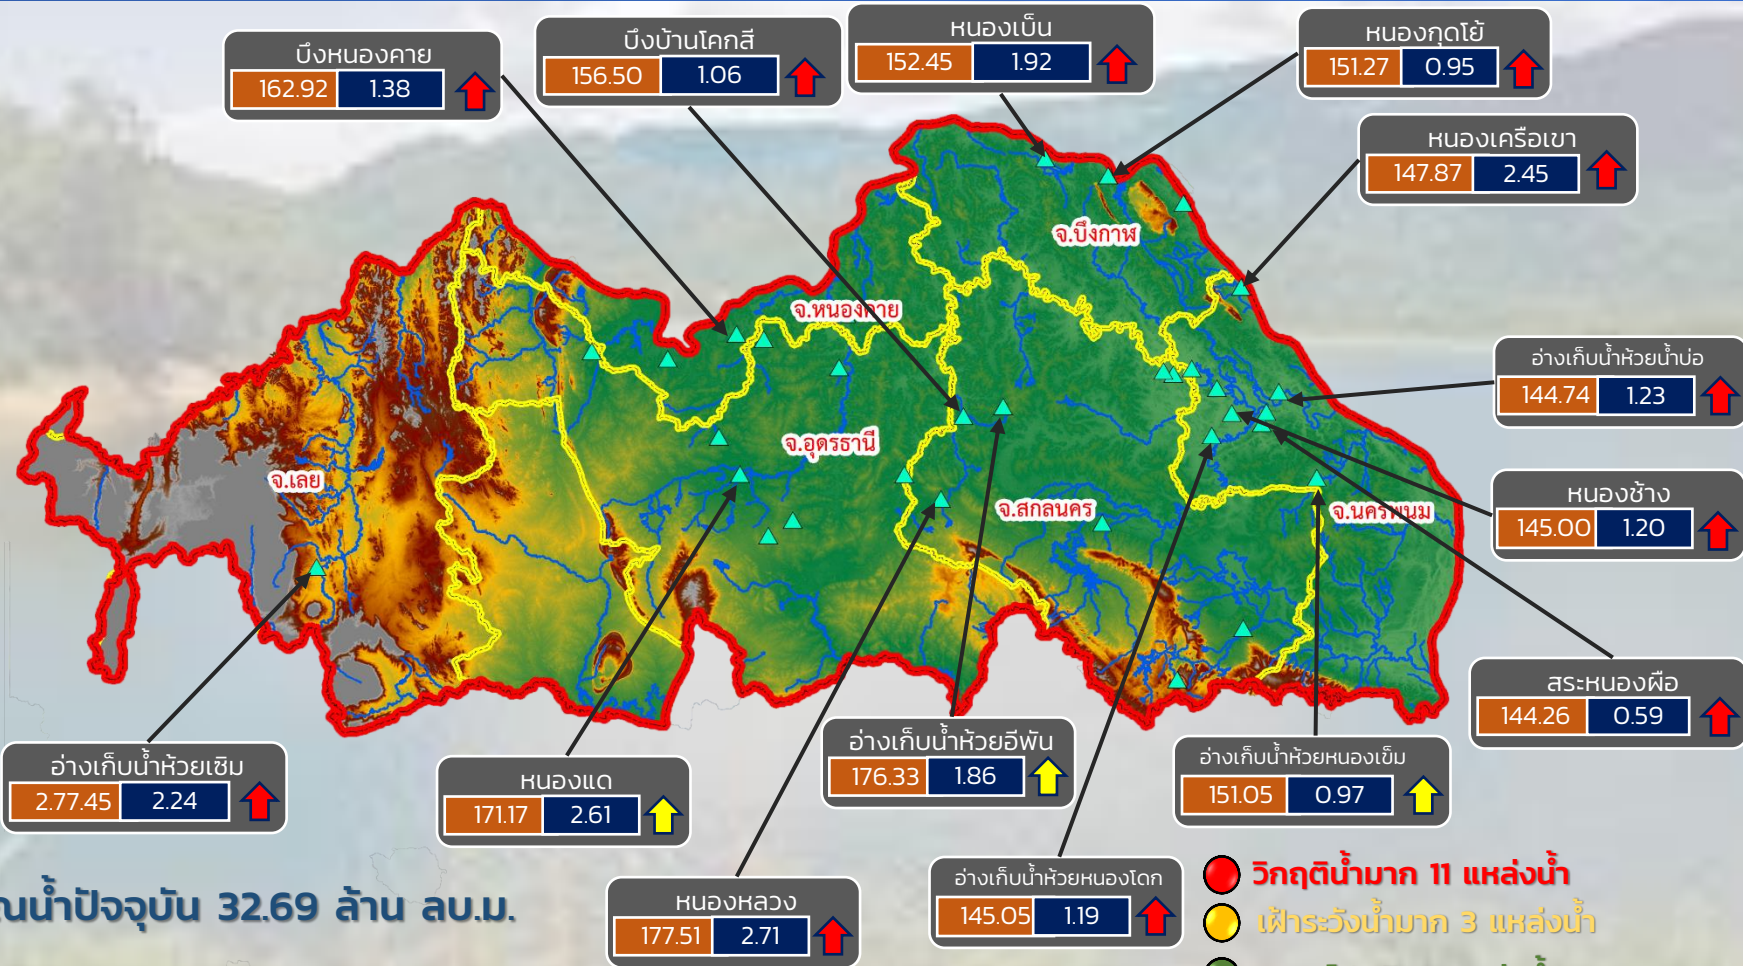 บึงหนองคาย
162.92 1.38
บึงบ้านโคกสี
156.50 1.06
หนองเบ็น
152.45 1.92
หนองกุดโย้
151.27 0.95
หนองเครือเขา
147.87 2.45
จ.บึงกาฬ
จ.หนองคาย
จ.อุดรธานี
จ.เลย
จ.สกลนคร
จ.นครพนม
อ่างเก็บน้ำห้วยน้ำบ่อ
144.74 1.23
หนองช้าง
145.00 1.20
สระหนองผือ
144.26 0.59
อ่างเก็บน้ำห้วยเซิม
2.77.45 2.24
หนองแด
171.17 2.61
อ่างเก็บน้ำห้วยอีพัน
176.33 1.86
อ่างเก็บน้ำห้วยหนองเข็ม
151.05 0.97
หนองหลวง
177.51 2.71
อ่างเก็บน้ำห้วยหนองโดก
145.05 1.19
น้ำปัจจุบัน 32.69 ล้าน ลบ.ม.
วิกฤติน้ำมาก 11 แหล่งน้ำ
เฝ้าระวังน้ำมาก 3 แหล่งน้ำ